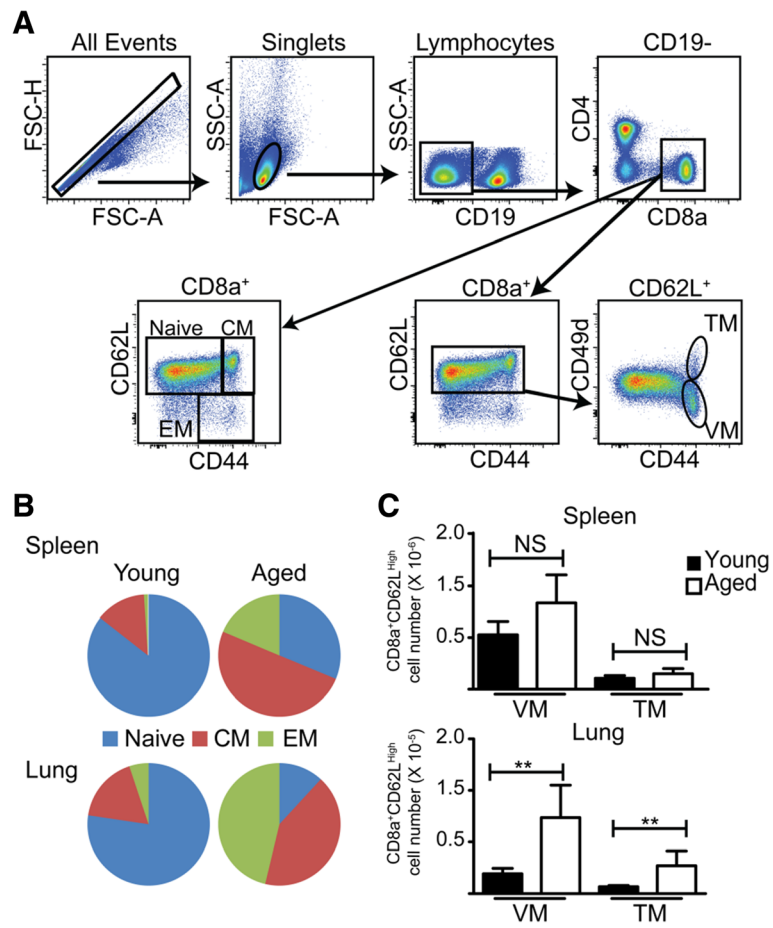 A
All Events
Singlets
Lymphocytes
CD19-
FSC-H
SSC-A
SSC-A
CD4
FSC-A
FSC-A
CD19
CD8a
CD8a+
CD8a+
CD62L+
CD62L
Naive
CM
EM
CD44
CD62L
CD44
CD49d
TM
VM
CD44
B
Spleen
Young
Aged
Naive CM EM
Lung
C
Spleen
CD8a+CD62LHigh
cell number (X 10-6)
2.0
1.5
0.5
NS
NS
Young
Aged
VM
TM
Lung
CD8a+CD62LHigh
cell number (X 10-5)
2.0
1.5
0.5
**
**
VM
TM